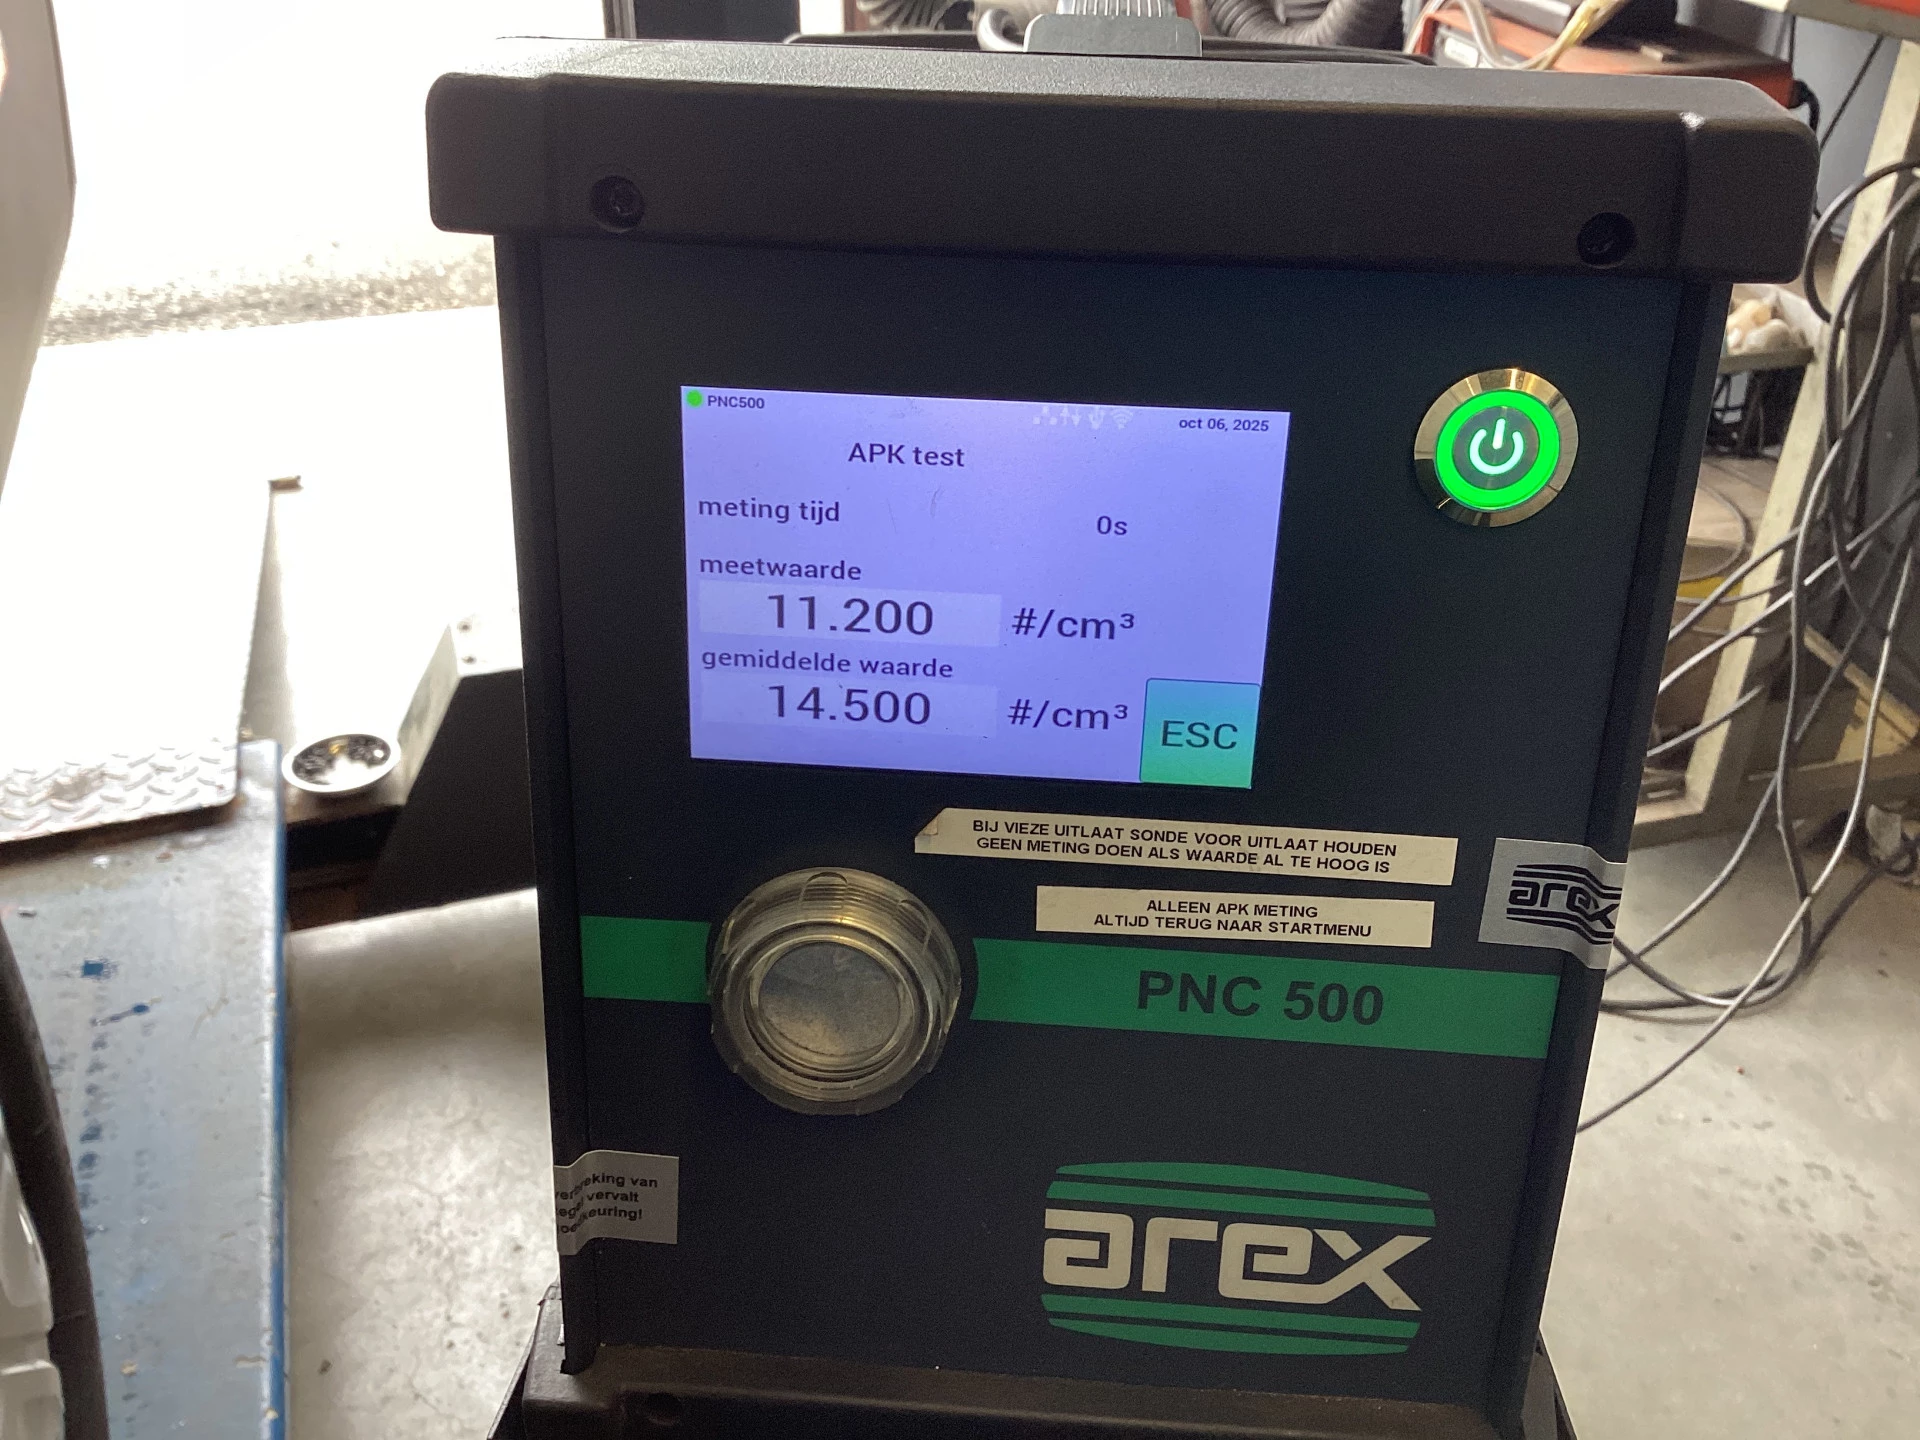 PNC500
oct 06, 2025
APK test
meting tijd 0s
meetwaarde
11.200 #/cm³
gemiddelde waarde
14.500 #/cm³
ESC
BIJ VIEZE UITLAAT SONDE VOOR UITLAAT HOUDEN
GEEN METING DOEN ALS WAARDE AL TE HOOG IS
ALLEEN APK METING
ALTIJD TERUG NAAR STARTMENU
arex
PNC 500
van
vervalt
arex